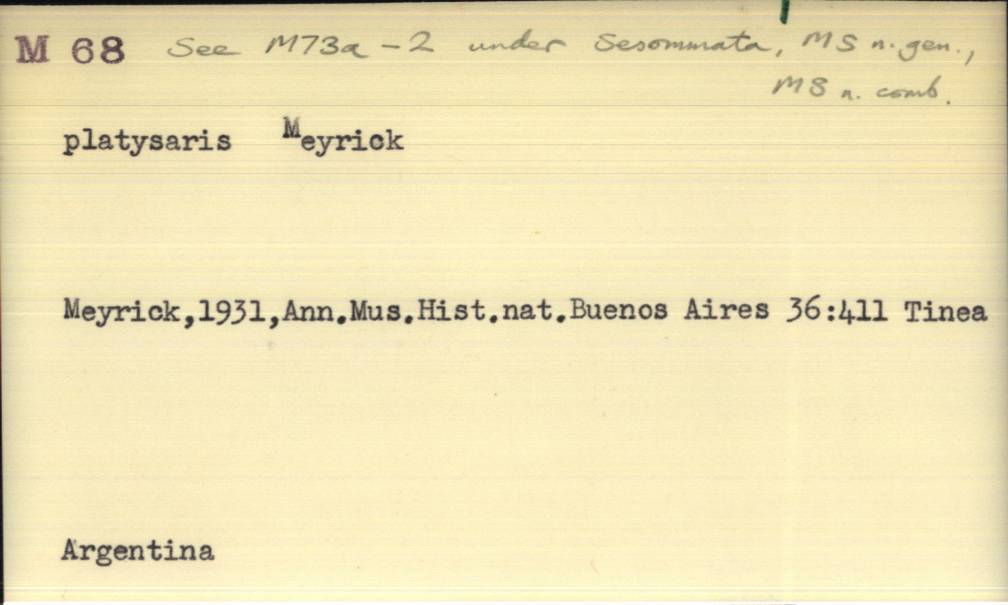 M 68 See M73a - 2 under Sesommata, MS n. gen.,
MS n. comb.
platysaris Meyrick
Meyrick,1931,Ann.Mus.Hist.nat.Buenos Aires 36:411 Tinea
Argentina